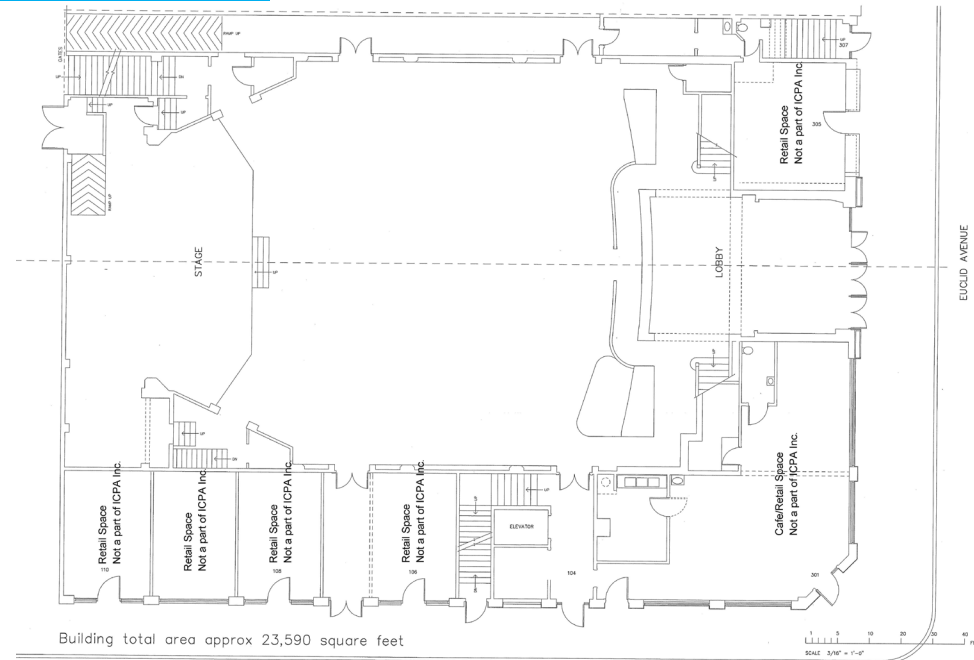 RAMP UP
GATES
UP
DN
UP
UP
UP
307
Retail Space
Not a part of ICPA Inc.
305
RAMP UP
STAGE
UP
LOBBY
EUCLID AVENUE
UP
DN
Retail Space
Not a part of ICPA Inc.
110
Retail Space
Not a part of ICPA Inc.
Retail Space
Not a part of ICPA Inc.
108
Retail Space
Not a part of ICPA Inc.
106
UP
ELEVATOR
104
Cafe/Retail Space
Not a part of ICPA Inc.
301
Building total area approx 23,590 square feet
1 5 10 20 30 40
SCALE 3/16" = 1'-0"